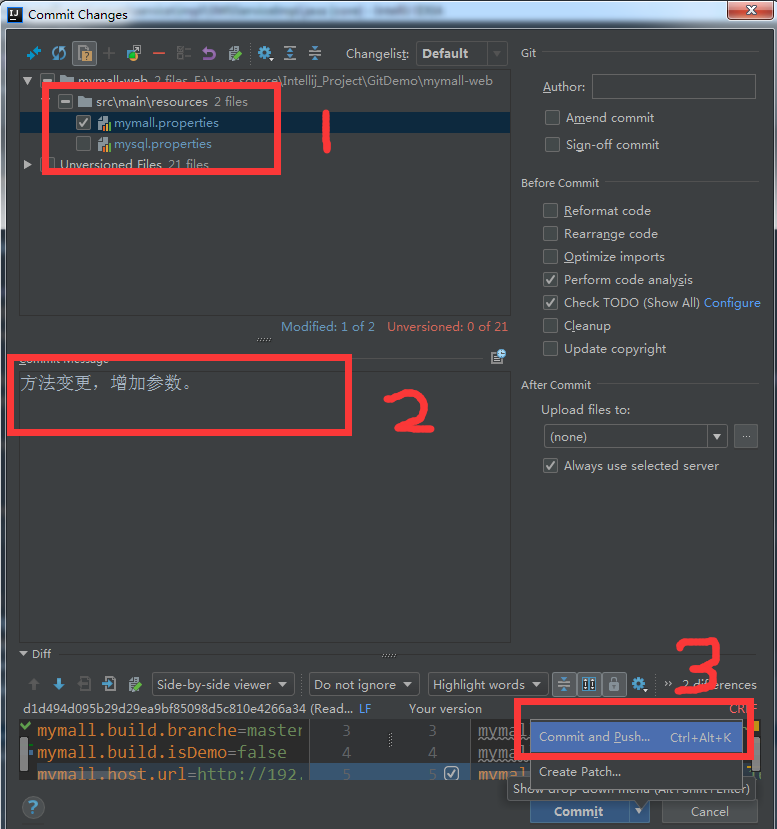 Commit Changes
Changelist: Default
Git
mymall-web 2 files E:\Java_source\Intellij_Project\GitDemo\mymall-web
src\main\resources 2 files
mymall.properties
mysql.properties
Unversioned Files 21 files
1
Author:
Amend commit
Sign-off commit
Before Commit
Reformat code
Rearrange code
Optimize imports
Perform code analysis
Check TODO (Show All) Configure
Cleanup
Update copyright
Modified: 1 of 2 Unversioned: 0 of 21
Commit Message
方法变更，增加参数。
2
After Commit
Upload files to:
(none)
...
Always use selected server
Diff
3
Side-by-side viewer
Do not ignore
Highlight words
» 2 differences
d1d494d095b29d29ea9bf85098d5c810e4266a34 (Read... LF
Your version
CRLF
mymall.build.branche=master 3 3 mymal
mymall.build.isDemo=false 4 4 mymal
mymall.host.url=http://192. 5 5 mymal
Commit and Push... Ctrl+Alt+K
Create Patch...
Show drop-down menu (Alt+Shift+Enter)
?
Commit
Cancel